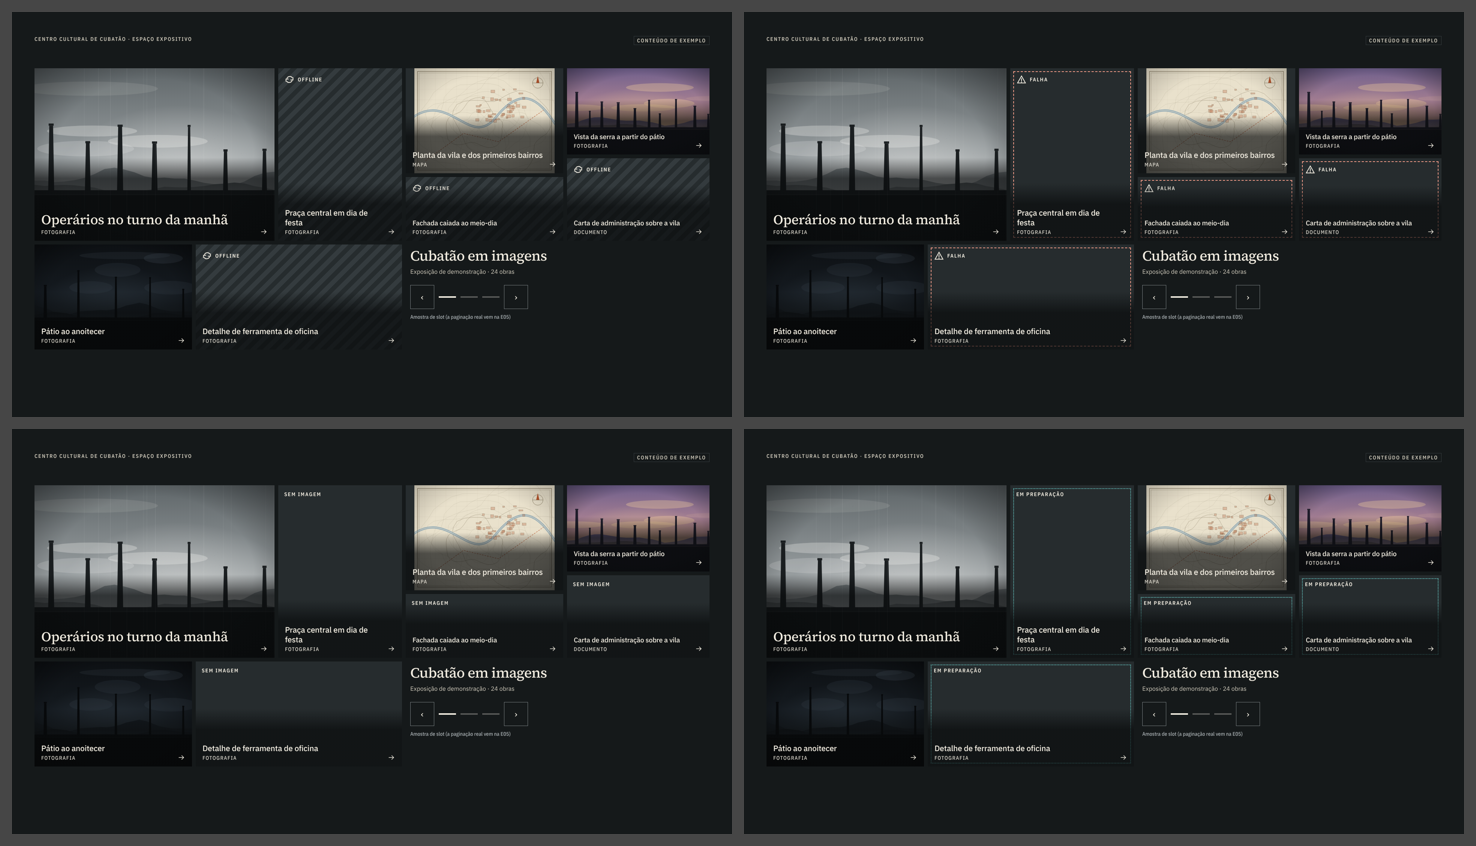 CENTRO CULTURAL DE CUBATÃO · ESPAÇO EXPOSITIVO
CONTEÚDO DE EXEMPLO
Operários no turno da manhã
FOTOGRAFIA
OFFLINE
Praça central em dia de
festa
FOTOGRAFIA
Planta da vila e dos primeiros bairros
MAPA
Vista da serra a partir do pátio
FOTOGRAFIA
OFFLINE
Fachada caiada ao meio-dia
FOTOGRAFIA
OFFLINE
Carta de administração sobre a vila
DOCUMENTO
Pátio ao anoitecer
FOTOGRAFIA
OFFLINE
Detalhe de ferramenta de oficina
FOTOGRAFIA
Cubatão em imagens
Exposição de demonstração · 24 obras
Amostra de slot (a paginação real vem na E05)
CENTRO CULTURAL DE CUBATÃO · ESPAÇO EXPOSITIVO
CONTEÚDO DE EXEMPLO
Operários no turno da manhã
FOTOGRAFIA
FALHA
Praça central em dia de
festa
FOTOGRAFIA
Planta da vila e dos primeiros bairros
MAPA
Vista da serra a partir do pátio
FOTOGRAFIA
FALHA
Fachada caiada ao meio-dia
FOTOGRAFIA
FALHA
Carta de administração sobre a vila
DOCUMENTO
Pátio ao anoitecer
FOTOGRAFIA
FALHA
Detalhe de ferramenta de oficina
FOTOGRAFIA
Cubatão em imagens
Exposição de demonstração · 24 obras
Amostra de slot (a paginação real vem na E05)
CENTRO CULTURAL DE CUBATÃO · ESPAÇO EXPOSITIVO
CONTEÚDO DE EXEMPLO
Operários no turno da manhã
FOTOGRAFIA
SEM IMAGEM
Praça central em dia de
festa
FOTOGRAFIA
Planta da vila e dos primeiros bairros
MAPA
Vista da serra a partir do pátio
FOTOGRAFIA
SEM IMAGEM
Fachada caiada ao meio-dia
FOTOGRAFIA
SEM IMAGEM
Carta de administração sobre a vila
DOCUMENTO
Pátio ao anoitecer
FOTOGRAFIA
SEM IMAGEM
Detalhe de ferramenta de oficina
FOTOGRAFIA
Cubatão em imagens
Exposição de demonstração · 24 obras
Amostra de slot (a paginação real vem na E05)
CENTRO CULTURAL DE CUBATÃO · ESPAÇO EXPOSITIVO
CONTEÚDO DE EXEMPLO
Operários no turno da manhã
FOTOGRAFIA
EM PREPARAÇÃO
Praça central em dia de
festa
FOTOGRAFIA
Planta da vila e dos primeiros bairros
MAPA
Vista da serra a partir do pátio
FOTOGRAFIA
EM PREPARAÇÃO
Fachada caiada ao meio-dia
FOTOGRAFIA
EM PREPARAÇÃO
Carta de administração sobre a vila
DOCUMENTO
Pátio ao anoitecer
FOTOGRAFIA
EM PREPARAÇÃO
Detalhe de ferramenta de oficina
FOTOGRAFIA
Cubatão em imagens
Exposição de demonstração · 24 obras
Amostra de slot (a paginação real vem na E05)